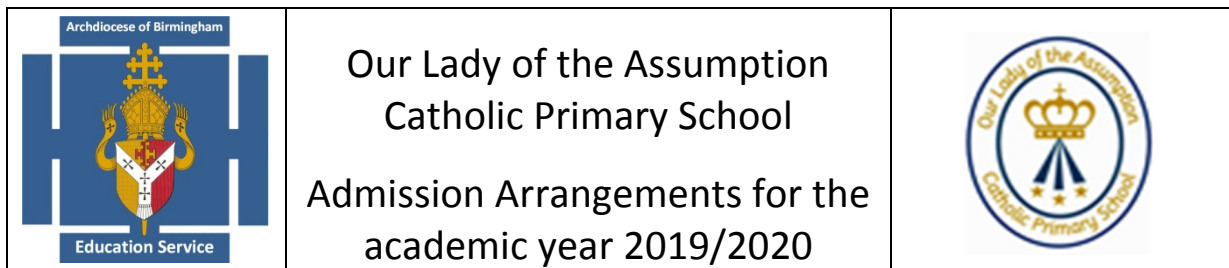 Archdiocese of Birmingham
Education Service
Our Lady of the Assumption
Catholic Primary School
Admission Arrangements for the
academic year 2019/2020
Our Lady of the Assumption
Catholic Primary School